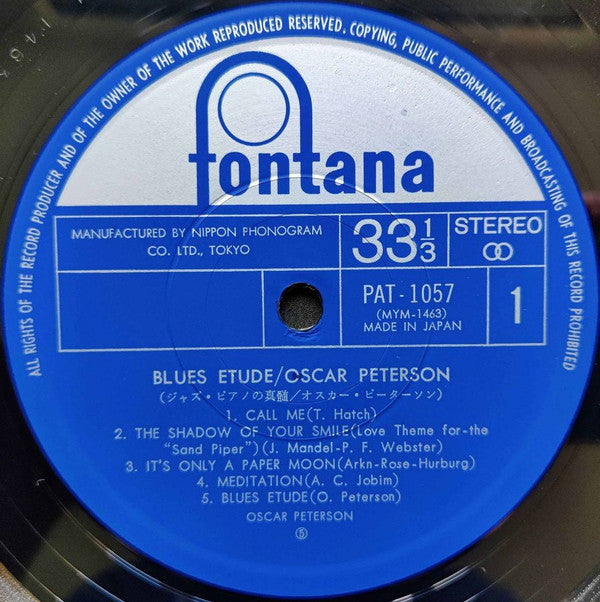 ALL RIGHTS OF THE RECORD PRODUCER AND OF THE OWNER OF THE WORK REPRODUCED RESERVED. COPYING, PUBLIC PERFORMANCE AND BROADCASTING OF THIS RECORD PROHIBITED
fontana
MANUFACTURED BY NIPPON PHONOGRAM
CO. LTD., TOKYO
33 1/3
STEREO
PAT-1057
(MYM-1463)
MADE IN JAPAN
1
BLUES ETUDE/OSCAR PETERSON
(ジャズ・ピアノの真髄/オスカー・ピーターソン)
1. CALL ME(T. Hatch)
2. THE SHADOW OF YOUR SMILE(Love Theme for-the
"Sand Piper")(J. Mandel-P. F. Webster)
3. IT'S ONLY A PAPER MOON(Arkn-Rose-Hurburg)
4. MEDITATION(A. C. Jobim)
5. BLUES ETUDE(O. Peterson)
OSCAR PETERSON